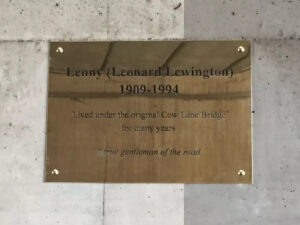 Lenny (Leonard Lewington)
1909-1994
'Lived under the original Cow Lane Bridge'
for many years
A true gentleman of the road